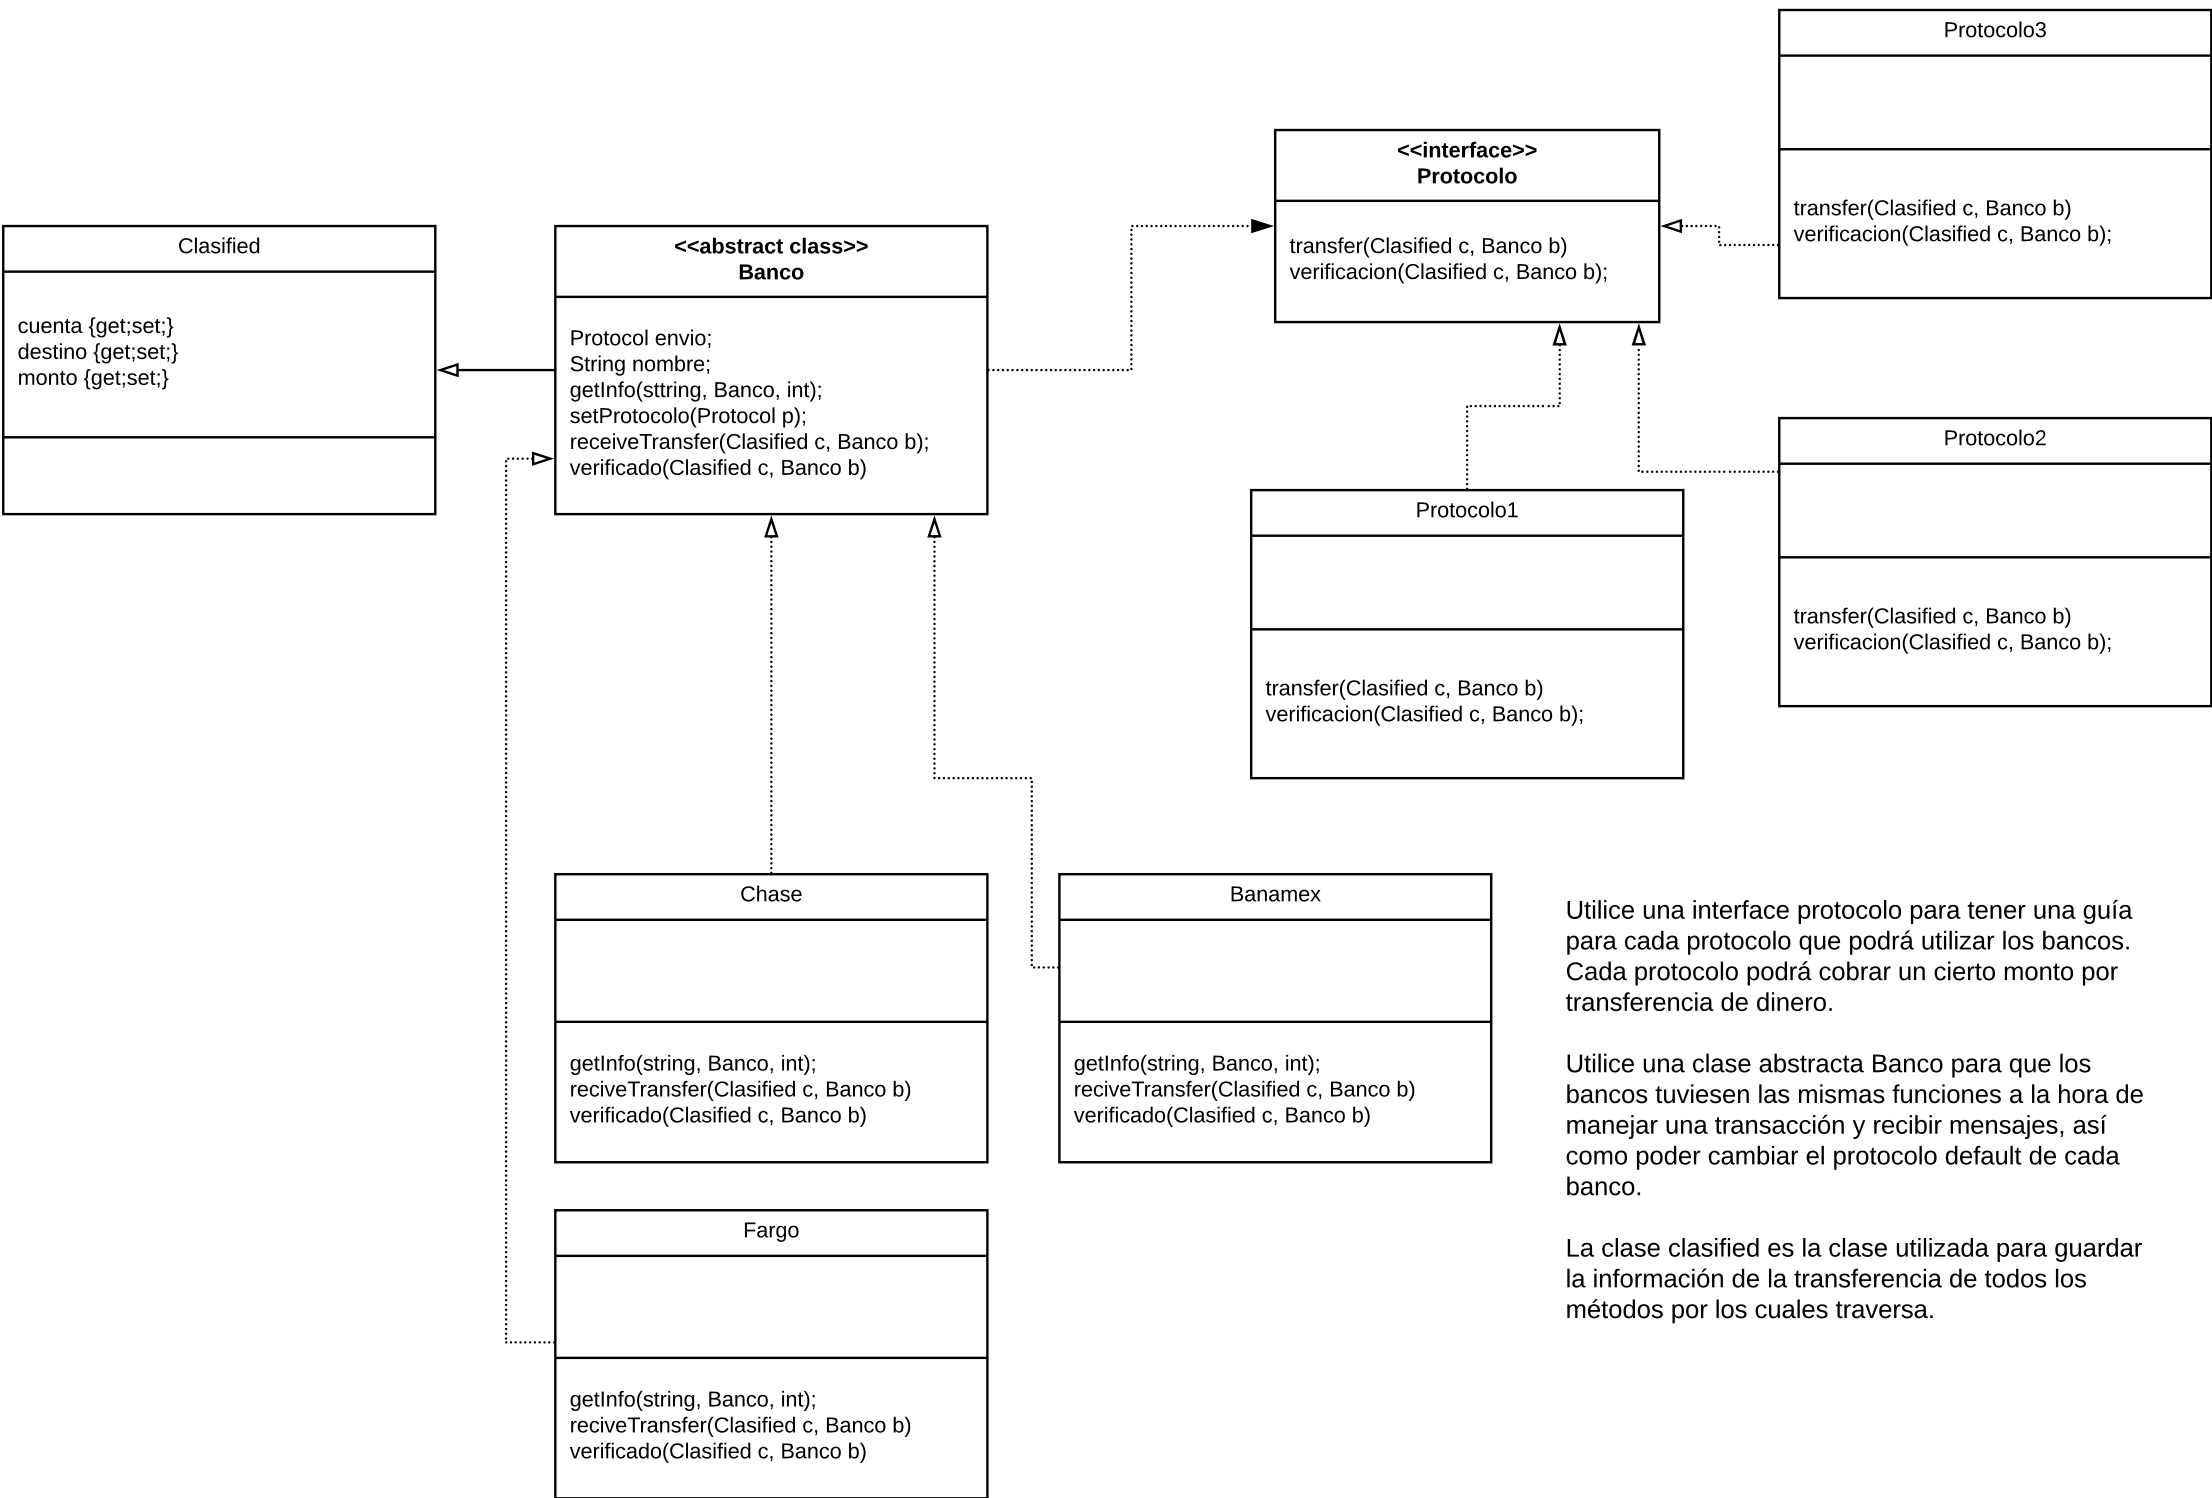 Protocolo3
transfer(Clasified c, Banco b)
verificacion(Clasified c, Banco b);
<<interface>>
Protocolo
transfer(Clasified c, Banco b)
verificacion(Clasified c, Banco b);
Clasified
cuenta {get;set;}
destino {get;set;}
monto {get;set;}
<<abstract class>>
Banco
Protocol envio;
String nombre;
getInfo(sttring, Banco, int);
setProtocolo(Protocol p);
receiveTransfer(Clasified c, Banco b);
verificado(Clasified c, Banco b)
Protocolo2
transfer(Clasified c, Banco b)
verificacion(Clasified c, Banco b);
Protocolo1
transfer(Clasified c, Banco b)
verificacion(Clasified c, Banco b);
Chase
getInfo(string, Banco, int);
reciveTransfer(Clasified c, Banco b)
verificado(Clasified c, Banco b)
Banamex
getInfo(string, Banco, int);
reciveTransfer(Clasified c, Banco b)
verificado(Clasified c, Banco b)
Utilice una interface protocolo para tener una guía
para cada protocolo que podrá utilizar los bancos.
Cada protocolo podrá cobrar un cierto monto por
transferencia de dinero.
Utilice una clase abstracta Banco para que los
bancos tuviesen las mismas funciones a la hora de
manejar una transacción y recibir mensajes, así
como poder cambiar el protocolo default de cada
banco.
La clase clasified es la clase utilizada para guardar
la información de la transferencia de todos los
métodos por los cuales traversa.
Fargo
getInfo(string, Banco, int);
reciveTransfer(Clasified c, Banco b)
verificado(Clasified c, Banco b)